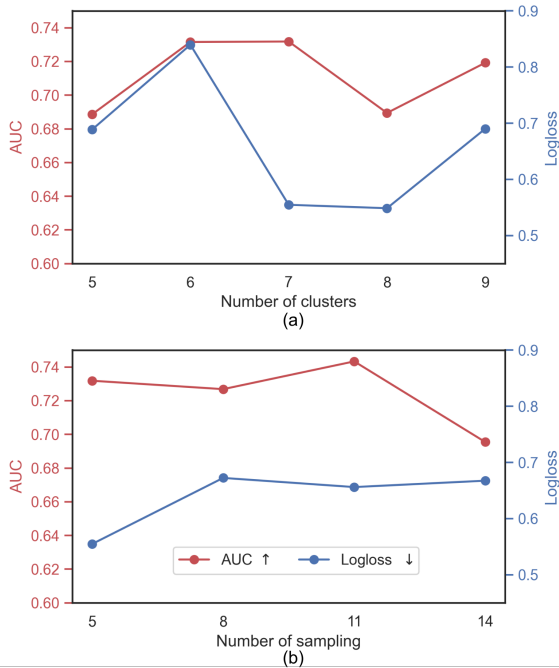 0.74
0.72
0.70
0.68
0.66
0.64
0.62
0.60
AUC
0.9
0.8
0.7
0.6
0.5
Logloss
5 6 7 8 9
Number of clusters
(a)
0.74
0.72
0.70
0.68
0.66
0.64
0.62
0.60
AUC
0.9
0.8
0.7
0.6
0.5
Logloss
AUC ↑ Logloss ↓
5 8 11 14
Number of sampling
(b)